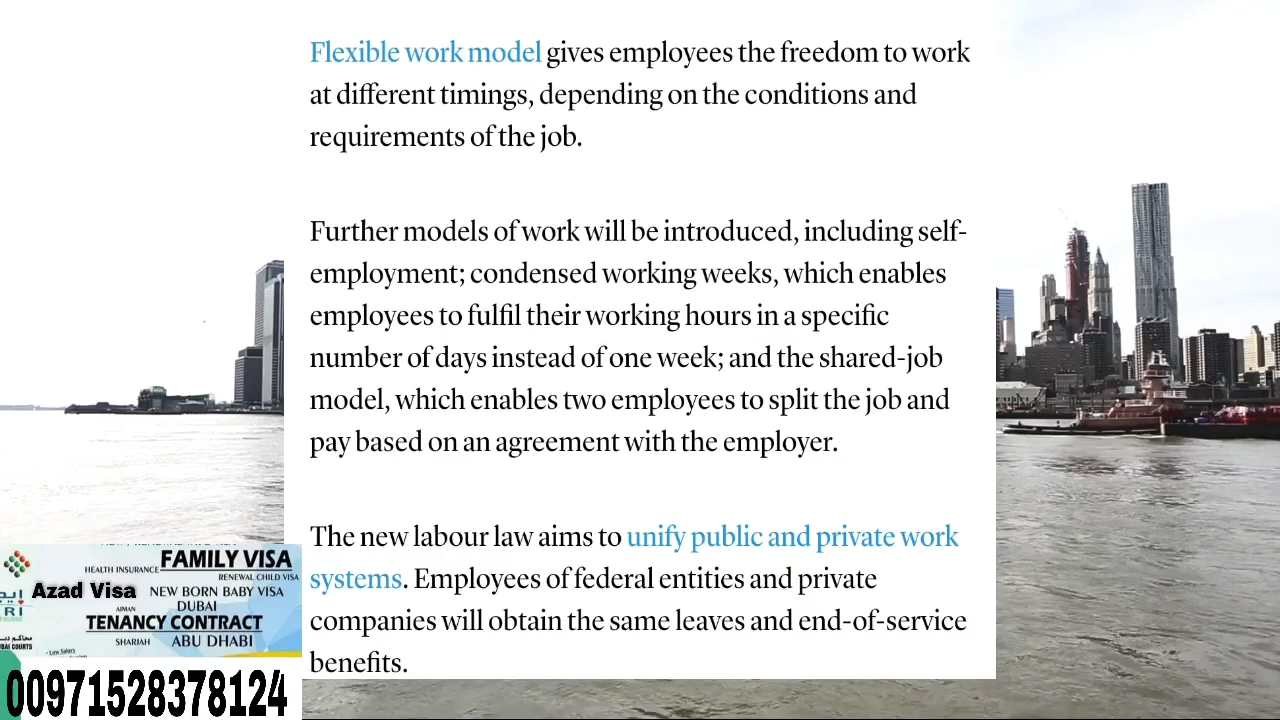 Flexible work model gives employees the freedom to work
at different timings, depending on the conditions and
requirements of the job.
Further models of work will be introduced, including self-
employment; condensed working weeks, which enables
employees to fulfil their working hours in a specific
number of days instead of one week; and the shared-job
model, which enables two employees to split the job and
pay based on an agreement with the employer.
The new labour law aims to unify public and private work
systems. Employees of federal entities and private
companies will obtain the same leaves and end-of-service
benefits.
HEALTH INSURANCE FAMILY VISA
RENEWAL CHILD VISA
Azad Visa NEW BORN BABY VISA
AJMAN DUBAI
TENANCY CONTRACT
SHARJAH ABU DHABI
محاكم دبي
- Low Salary
00971528378124